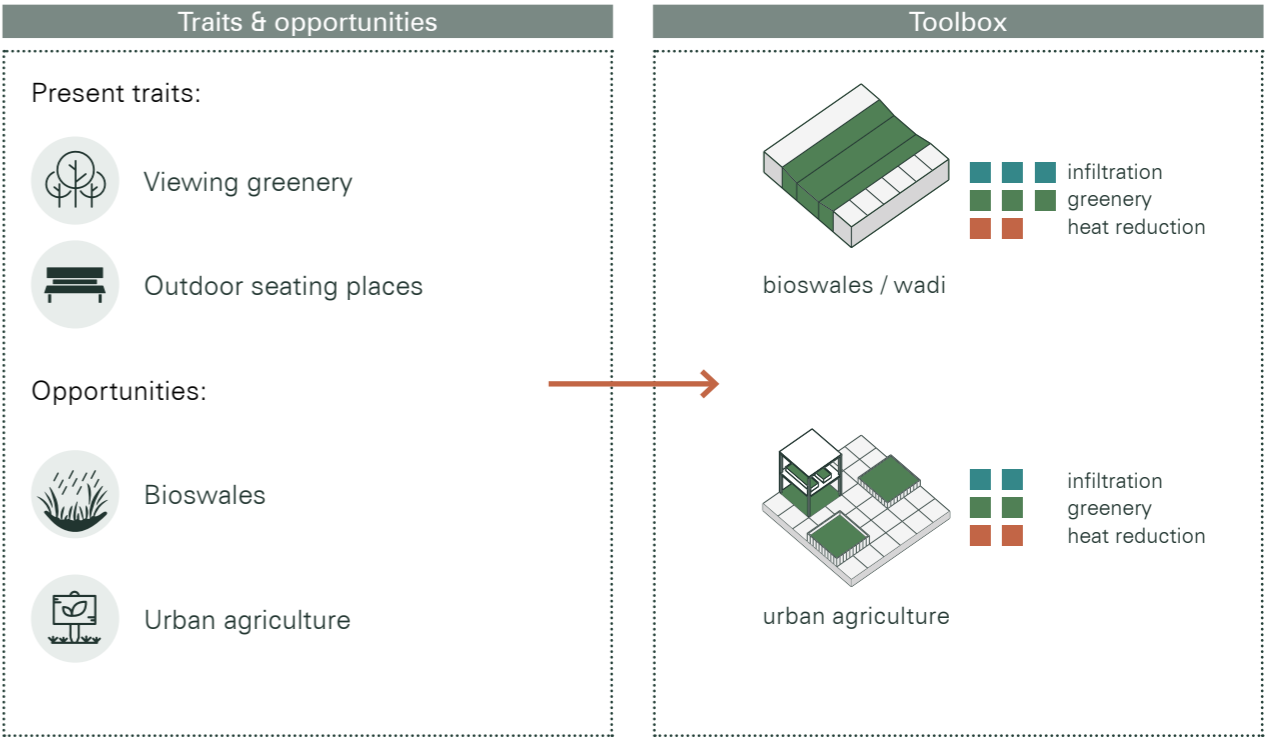 Traits & opportunities
Present traits:
Viewing greenery
Outdoor seating places
Opportunities:
Bioswales
Urban agriculture
Toolbox
infiltration
greenery
heat reduction
bioswales / wadi
infiltration
greenery
heat reduction
urban agriculture